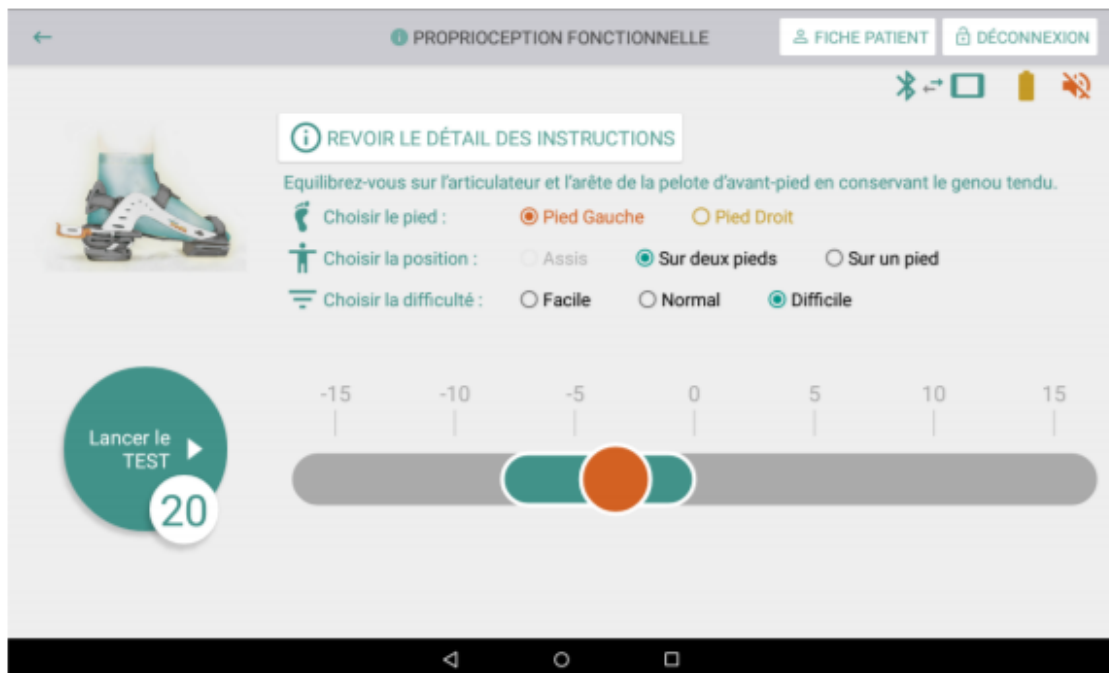 PROPRIOCEPTION FONCTIONNELLE
FICHE PATIENT
DÉCONNEXION
REVOIR LE DÉTAIL DES INSTRUCTIONS
Equilibrez-vous sur l'articulateur et l'arête de la pelote d'avant-pied en conservant le genou tendu.
Choisir le pied : Pied Gauche Pied Droit
Choisir la position : Assis Sur deux pieds Sur un pied
Choisir la difficulté : Facile Normal Difficile
-15 -10 -5 0 5 10 15
Lancer le
TEST
20